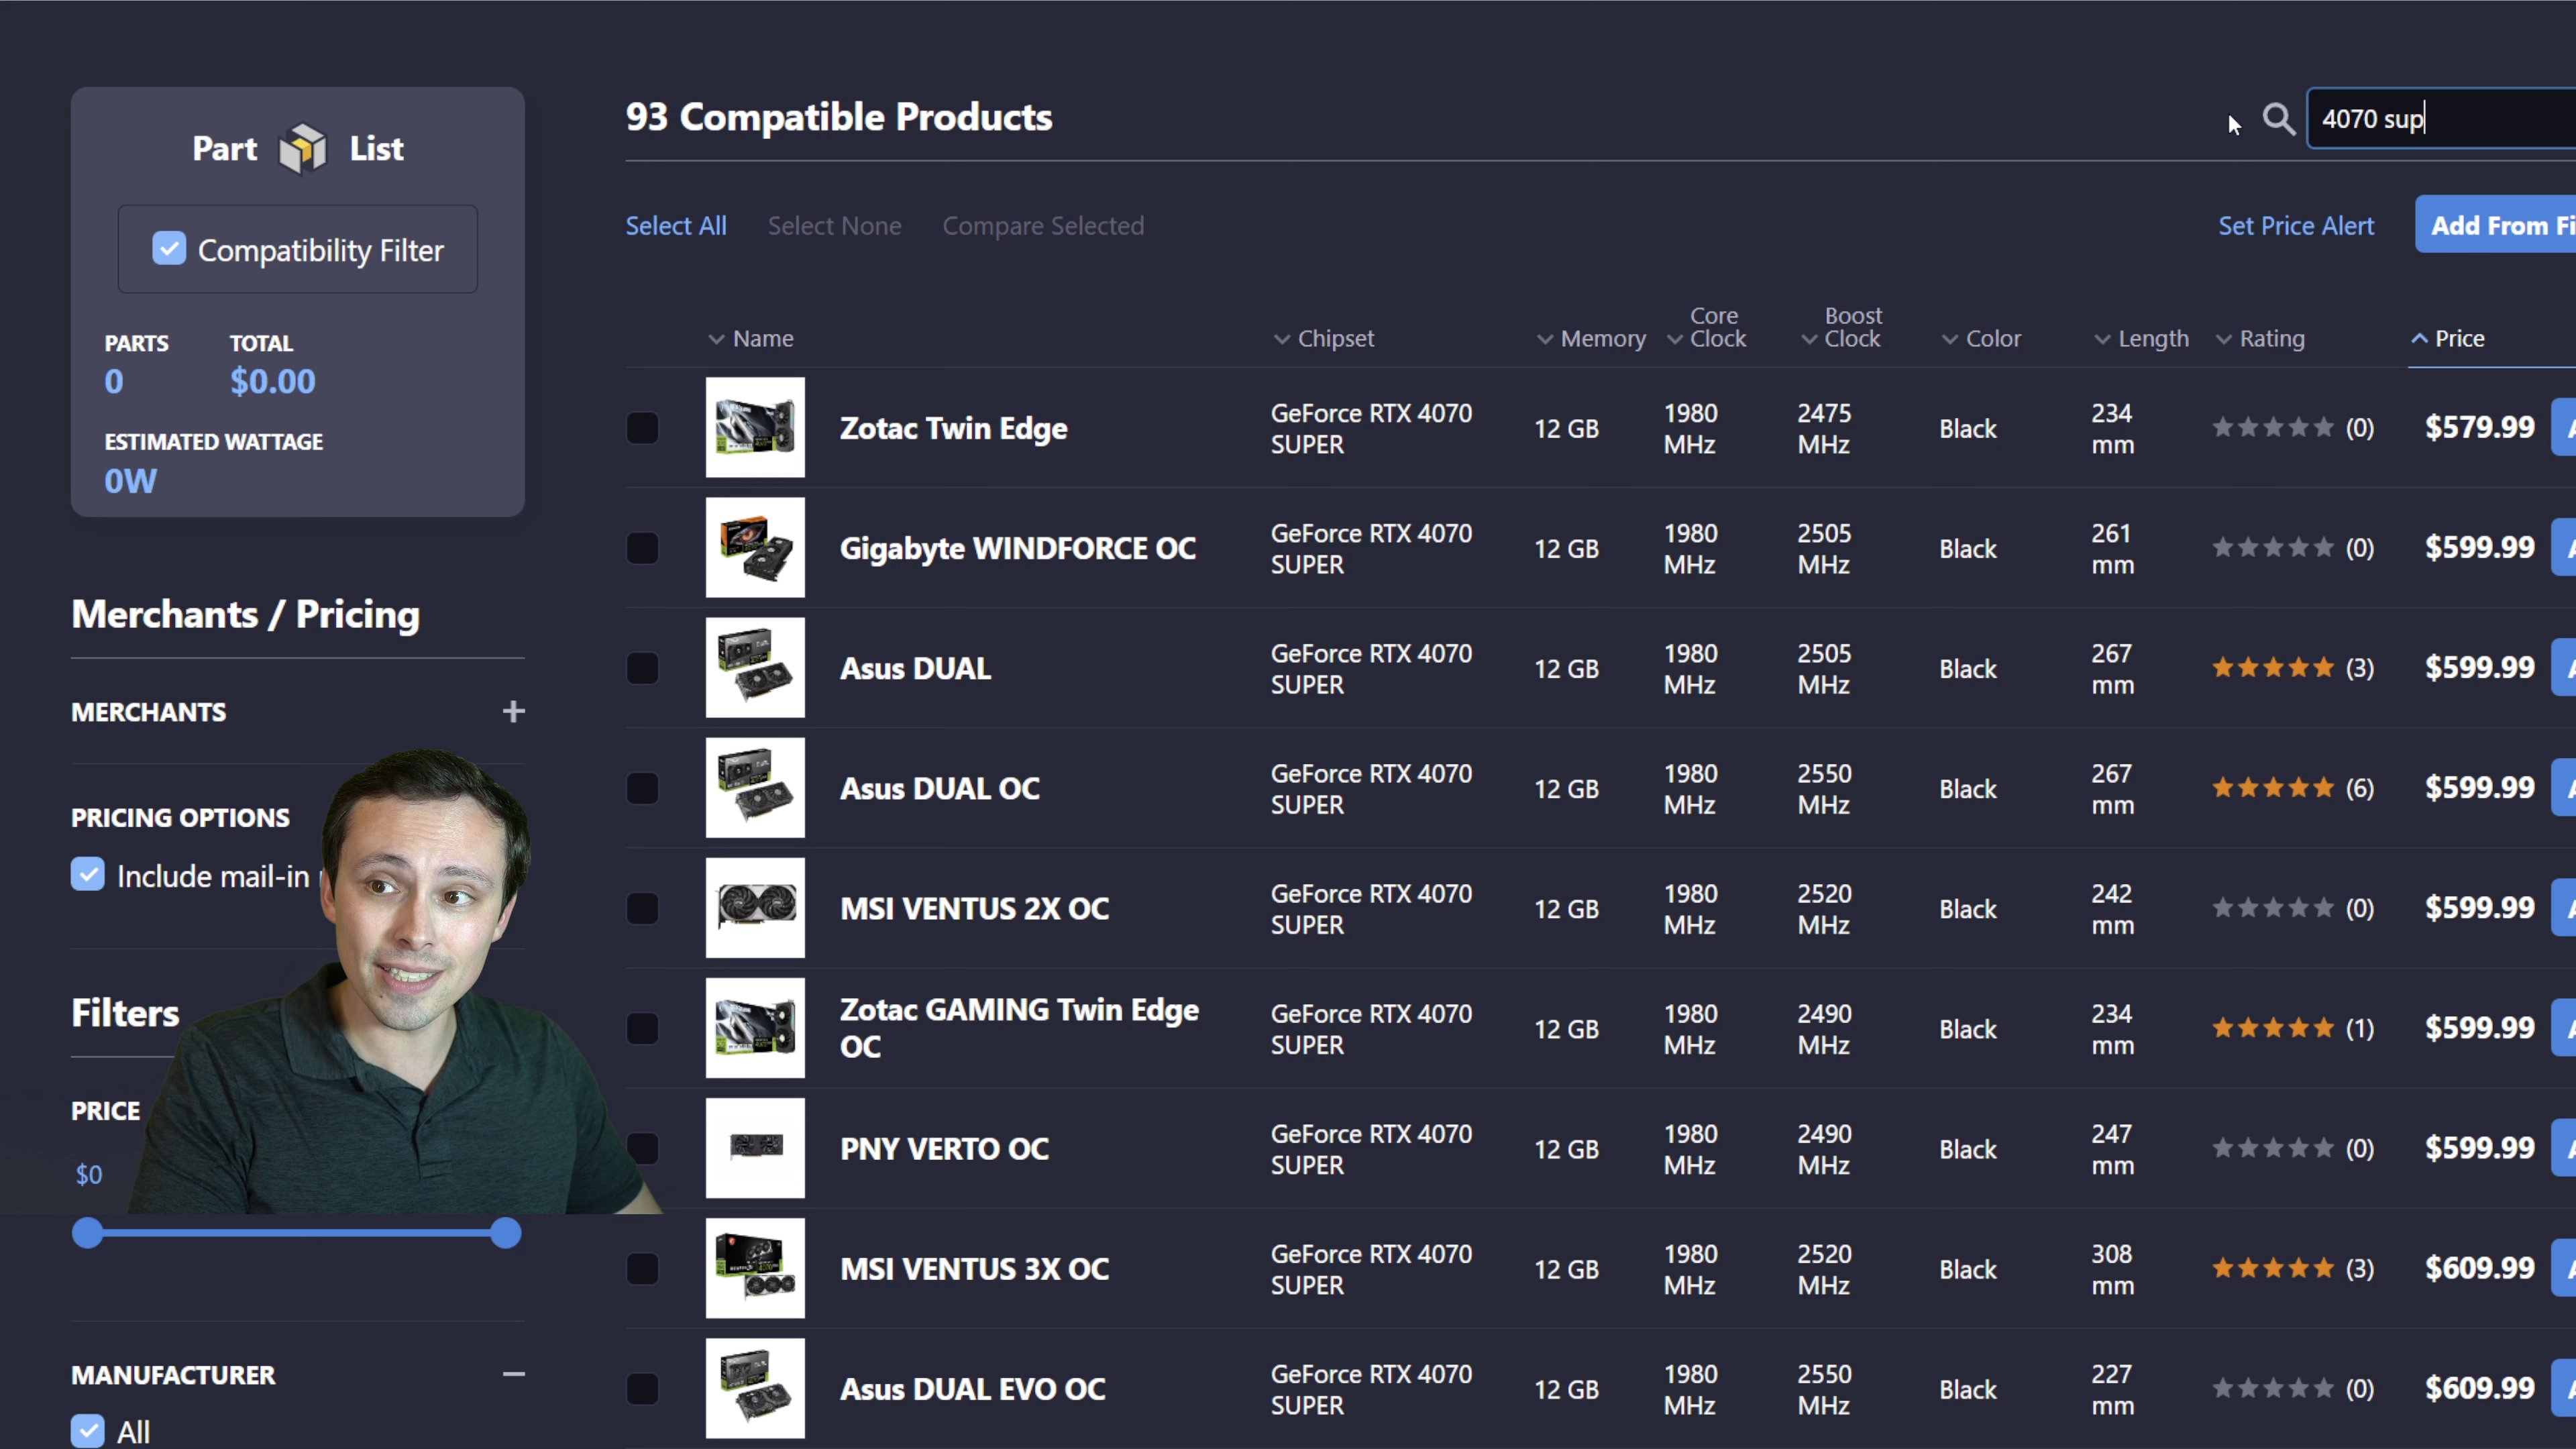 Part List
Compatibility Filter
PARTS TOTAL
0 $0.00
ESTIMATED WATTAGE
0W
Merchants / Pricing
MERCHANTS
PRICING OPTIONS
Include mail-in
Filters
PRICE
$0
MANUFACTURER
All
93 Compatible Products
4070 sup
Select All Select None Compare Selected
Set Price Alert Add From
Name Chipset Memory Core Clock Boost Clock Color Length Rating Price
Zotac Twin Edge GeForce RTX 4070 SUPER 12 GB 1980 MHz 2475 MHz Black 234 mm (0) $579.99
Gigabyte WINDFORCE OC GeForce RTX 4070 SUPER 12 GB 1980 MHz 2505 MHz Black 261 mm (0) $599.99
Asus DUAL GeForce RTX 4070 SUPER 12 GB 1980 MHz 2505 MHz Black 267 mm (3) $599.99
Asus DUAL OC GeForce RTX 4070 SUPER 12 GB 1980 MHz 2550 MHz Black 267 mm (6) $599.99
MSI VENTUS 2X OC GeForce RTX 4070 SUPER 12 GB 1980 MHz 2520 MHz Black 242 mm (0) $599.99
Zotac GAMING Twin Edge OC GeForce RTX 4070 SUPER 12 GB 1980 MHz 2490 MHz Black 234 mm (1) $599.99
PNY VERTO OC GeForce RTX 4070 SUPER 12 GB 1980 MHz 2490 MHz Black 247 mm (0) $599.99
MSI VENTUS 3X OC GeForce RTX 4070 SUPER 12 GB 1980 MHz 2520 MHz Black 308 mm (3) $609.99
Asus DUAL EVO OC GeForce RTX 4070 SUPER 12 GB 1980 MHz 2550 MHz Black 227 mm (0) $609.99